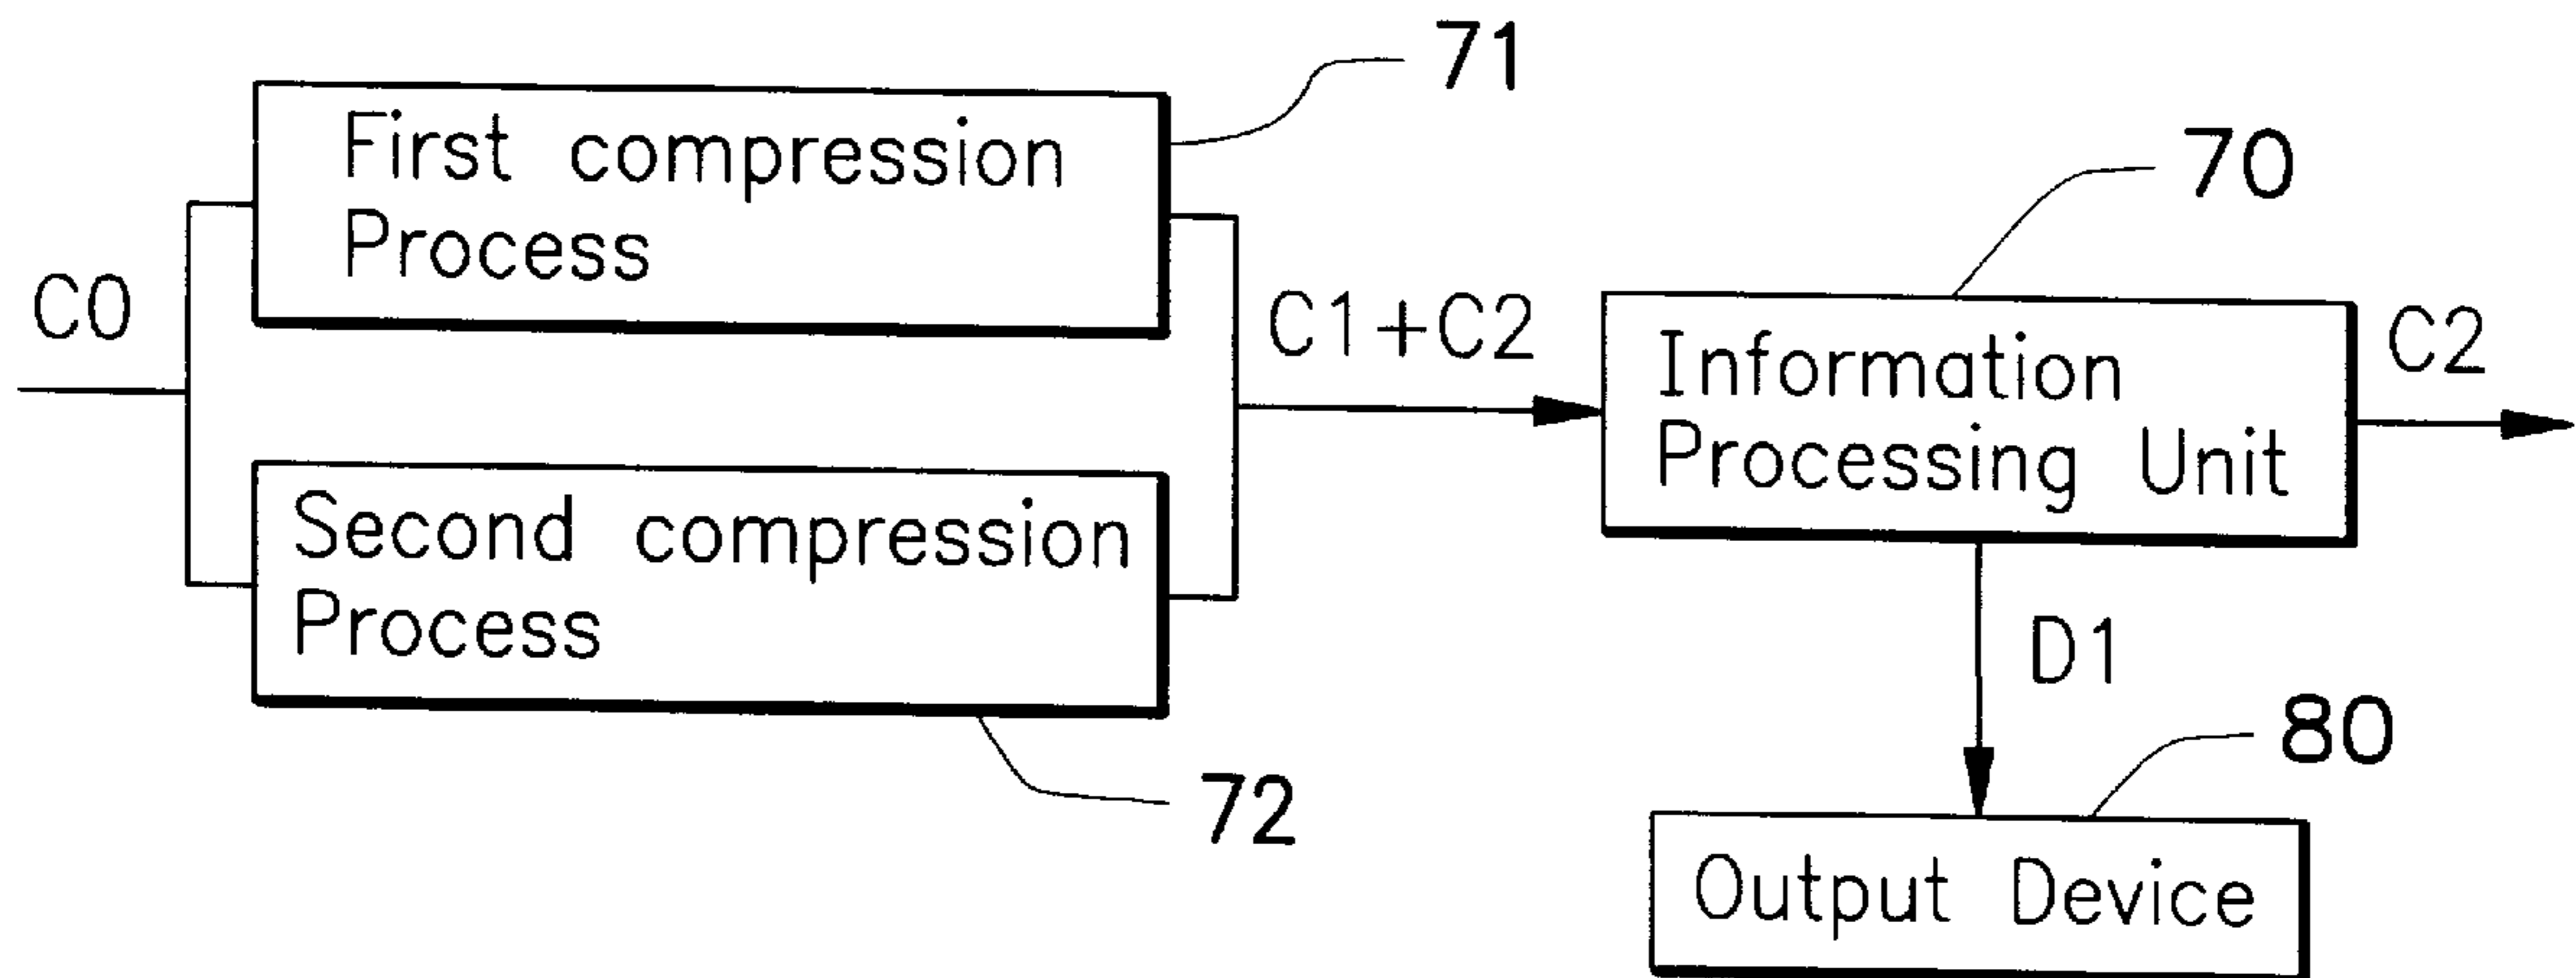 71
First compression
Process
70
C0
C1+C2
Information
Processing Unit
C2
Second compression
Process
D1
72
80
Output Device